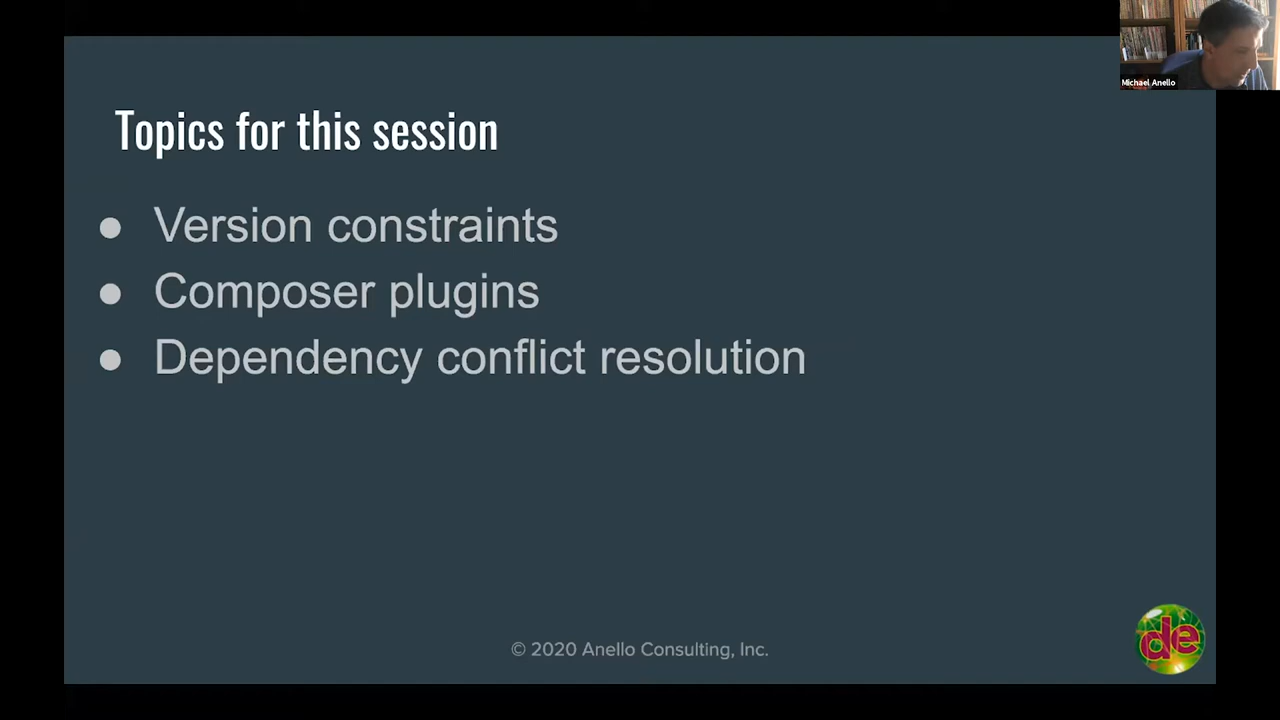 Michael Anello
Topics for this session
● Version constraints
● Composer plugins
● Dependency conflict resolution
© 2020 Anello Consulting, Inc.
de